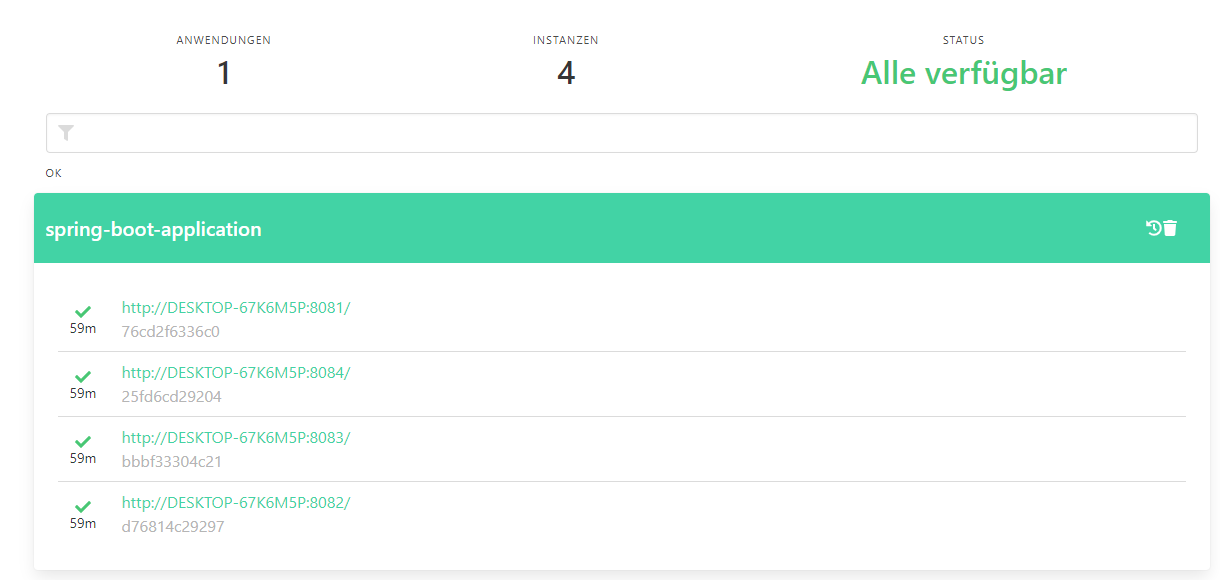 ANWENDUNGEN INSTANZEN STATUS
1 4 Alle verfügbar
OK
spring-boot-application
http://DESKTOP-67K6M5P:8081/
59m 76cd2f6336c0
http://DESKTOP-67K6M5P:8084/
59m 25fd6cd29204
http://DESKTOP-67K6M5P:8083/
59m bbbf33304c21
http://DESKTOP-67K6M5P:8082/
59m d76814c29297